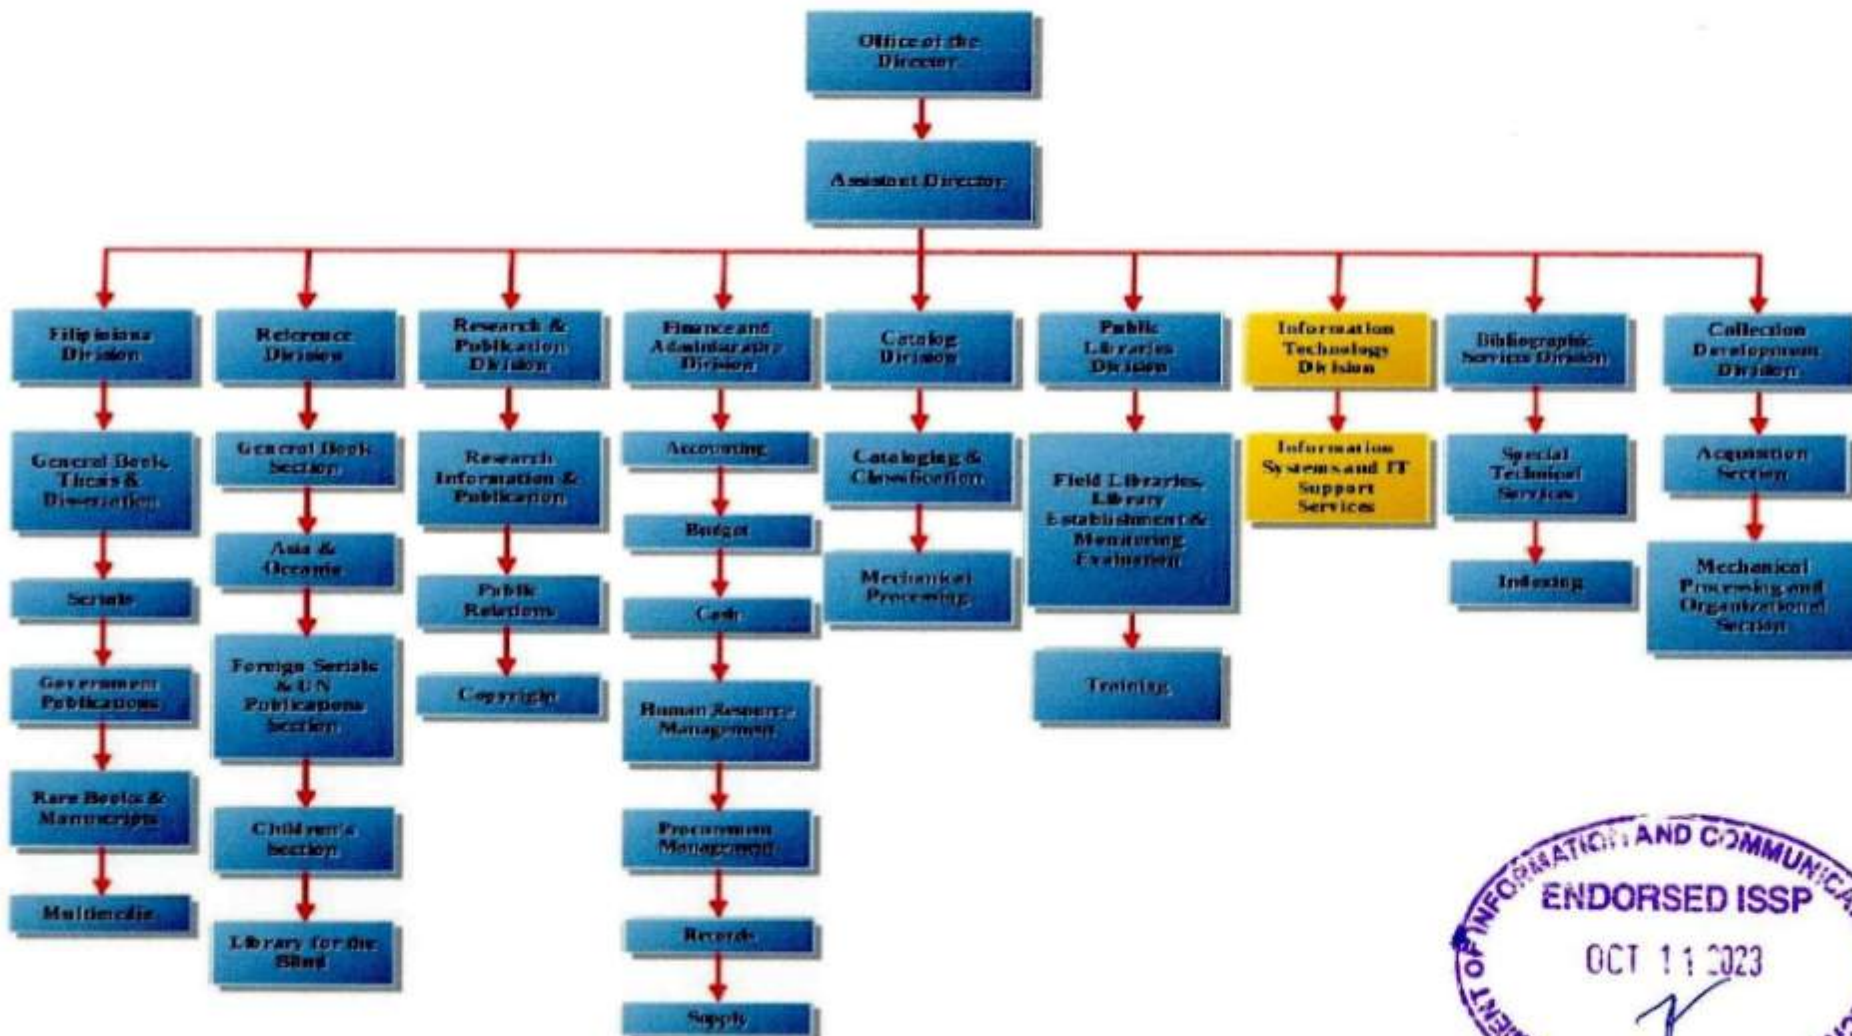 Office of the
Director
Assistant Director
Filipiniana
Division
Reference
Division
Research &
Publication
Division
Finance and
Administrative
Division
Catalog
Division
Public
Libraries
Division
Information
Technology
Division
Bibliographic
Services Division
Collection
Development
Division
General Book,
Thesis &
Dissertation
Serials
Government
Publications
Rare Books &
Manuscripts
Multimedia
General Book
Section
Asia &
Oceania
Foreign Serials
& UN
Publications
Section
Children's
Section
Library for the
Blind
Research
Information &
Publication
Public
Relations
Copyright
Accounting
Budget
Cash
Human Resource
Management
Procurement
Management
Records
Supply
Cataloging &
Classification
Mechanical
Processing
Field Libraries,
Library
Establishment &
Monitoring
Evaluation
Training
Information
Systems and IT
Support
Services
Special
Technical
Services
Indexing
Acquisition
Section
Mechanical
Processing and
Organizational
Section
OF INFORMATION AND
ENDORSED ISSP
OCT 11 2023